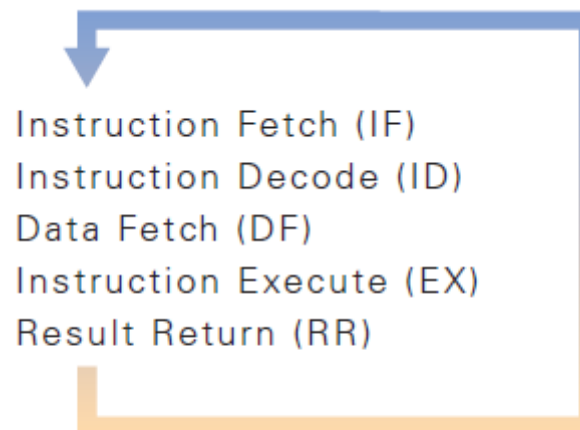 Instruction Fetch (IF)
Instruction Decode (ID)
Data Fetch (DF)
Instruction Execute (EX)
Result Return (RR)